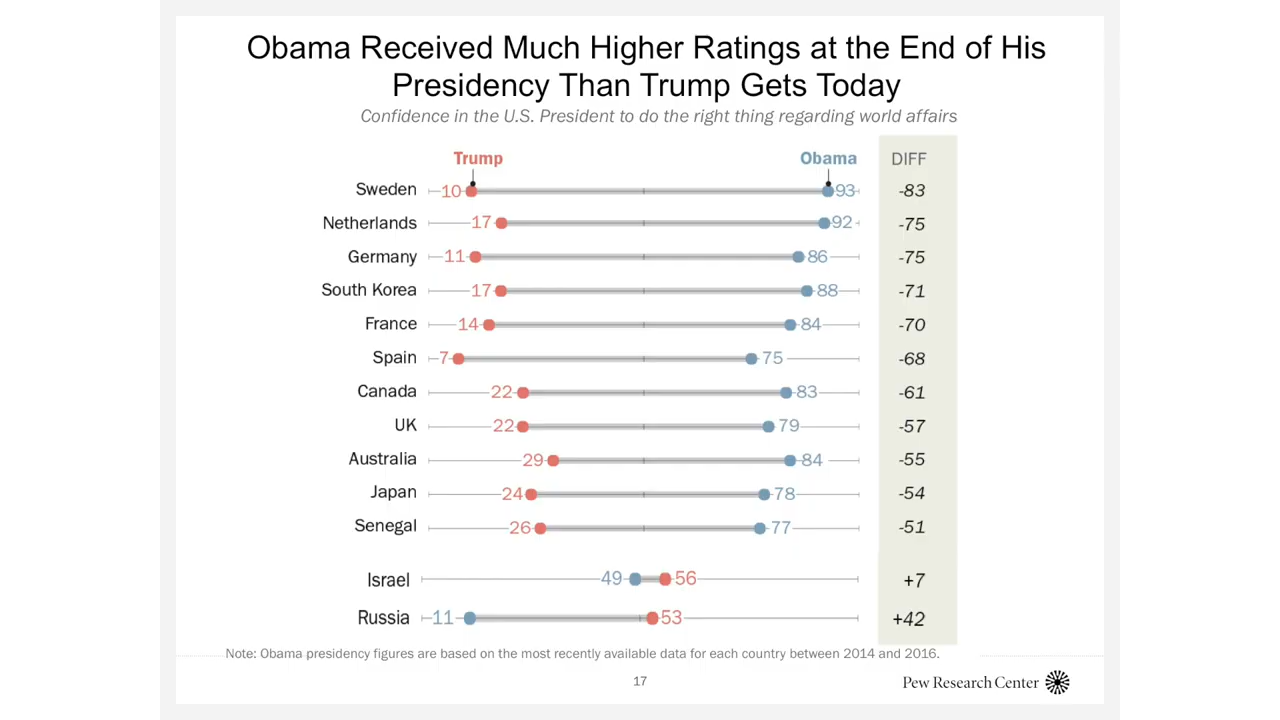 Obama Received Much Higher Ratings at the End of His
Presidency Than Trump Gets Today
Confidence in the U.S. President to do the right thing regarding world affairs
Trump Obama DIFF
Sweden 10 93 -83
Netherlands 17 92 -75
Germany 11 86 -75
South Korea 17 88 -71
France 14 84 -70
Spain 7 75 -68
Canada 22 83 -61
UK 22 79 -57
Australia 29 84 -55
Japan 24 78 -54
Senegal 26 77 -51
Israel 49 56 +7
Russia 11 53 +42
Note: Obama presidency figures are based on the most recently available data for each country between 2014 and 2016.
17
Pew Research Center